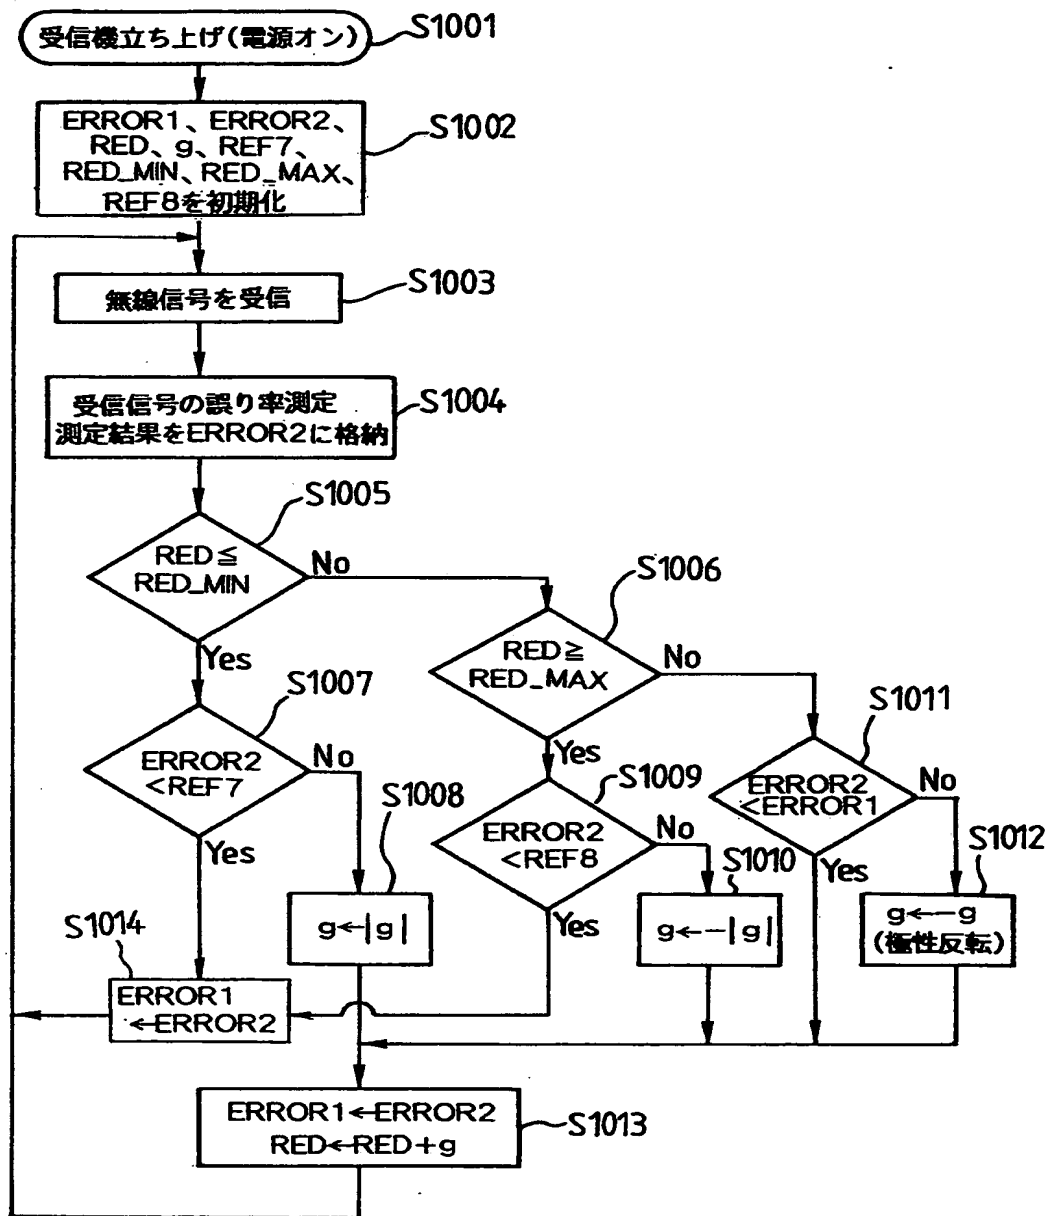 受信機立ち上げ(電源オン)
S1001
ERROR1、ERROR2、
RED、g、REF7、
RED_MIN、RED_MAX、
REF8を初期化
S1002
無線信号を受信
S1003
受信信号の誤り率測定
測定結果をERROR2に格納
S1004
RED≦
RED_MIN
S1005
No
Yes
RED≧
RED_MAX
S1006
No
Yes
ERROR2
<REF7
S1007
No
Yes
g←|g|
S1008
ERROR2
<REF8
S1009
No
Yes
g←-|g|
S1010
ERROR2
<ERROR1
S1011
No
Yes
g←-g
(極性反転)
S1012
ERROR1
←ERROR2
S1014
ERROR1←ERROR2
RED←RED+g
S1013